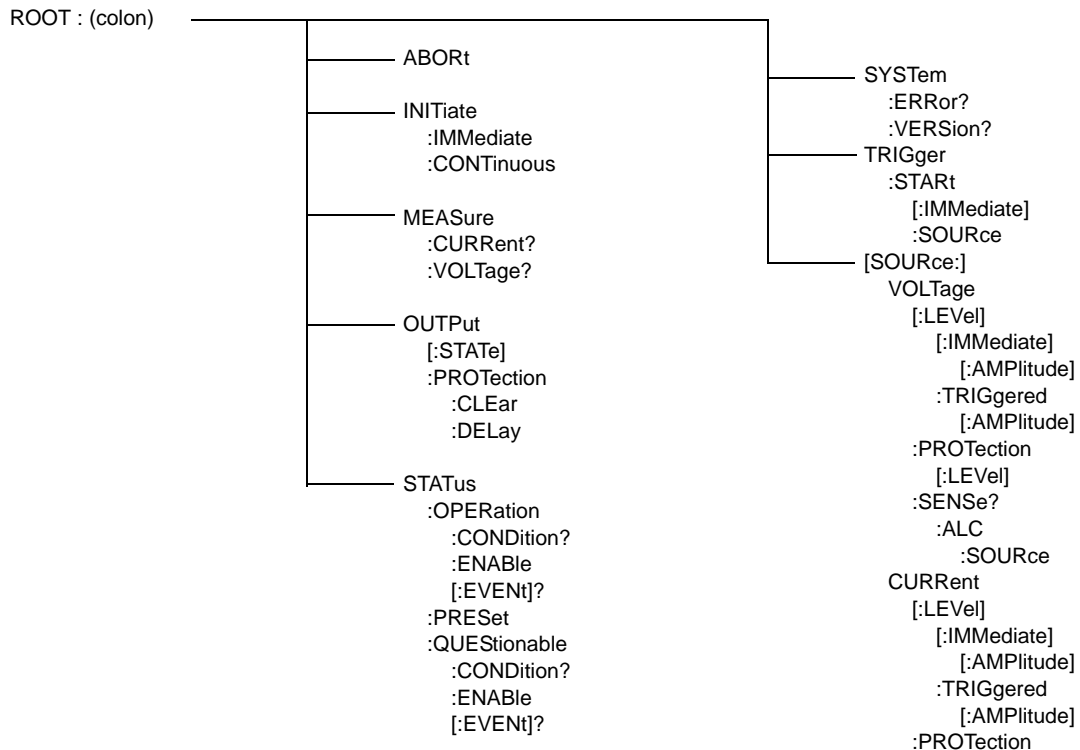 ROOT : (colon)
ABORt
INITiate
:IMMediate
:CONTinuous
MEASure
:CURRent?
:VOLTage?
OUTPut
[:STATe]
:PROTection
:CLEar
:DELay
STATus
:OPERation
:CONDition?
:ENABle
[:EVENt]?
:PRESet
:QUEStionable
:CONDition?
:ENABle
[:EVENt]?
SYSTem
:ERRor?
:VERSion?
TRIGger
:STARt
[:IMMediate]
:SOURce
[SOURce:]
VOLTage
[:LEVel]
[:IMMediate]
[:AMPlitude]
:TRIGgered
[:AMPlitude]
:PROTection
[:LEVel]
:SENSe?
:ALC
:SOURce
CURRent
[:LEVel]
[:IMMediate]
[:AMPlitude]
:TRIGgered
[:AMPlitude]
:PROTection